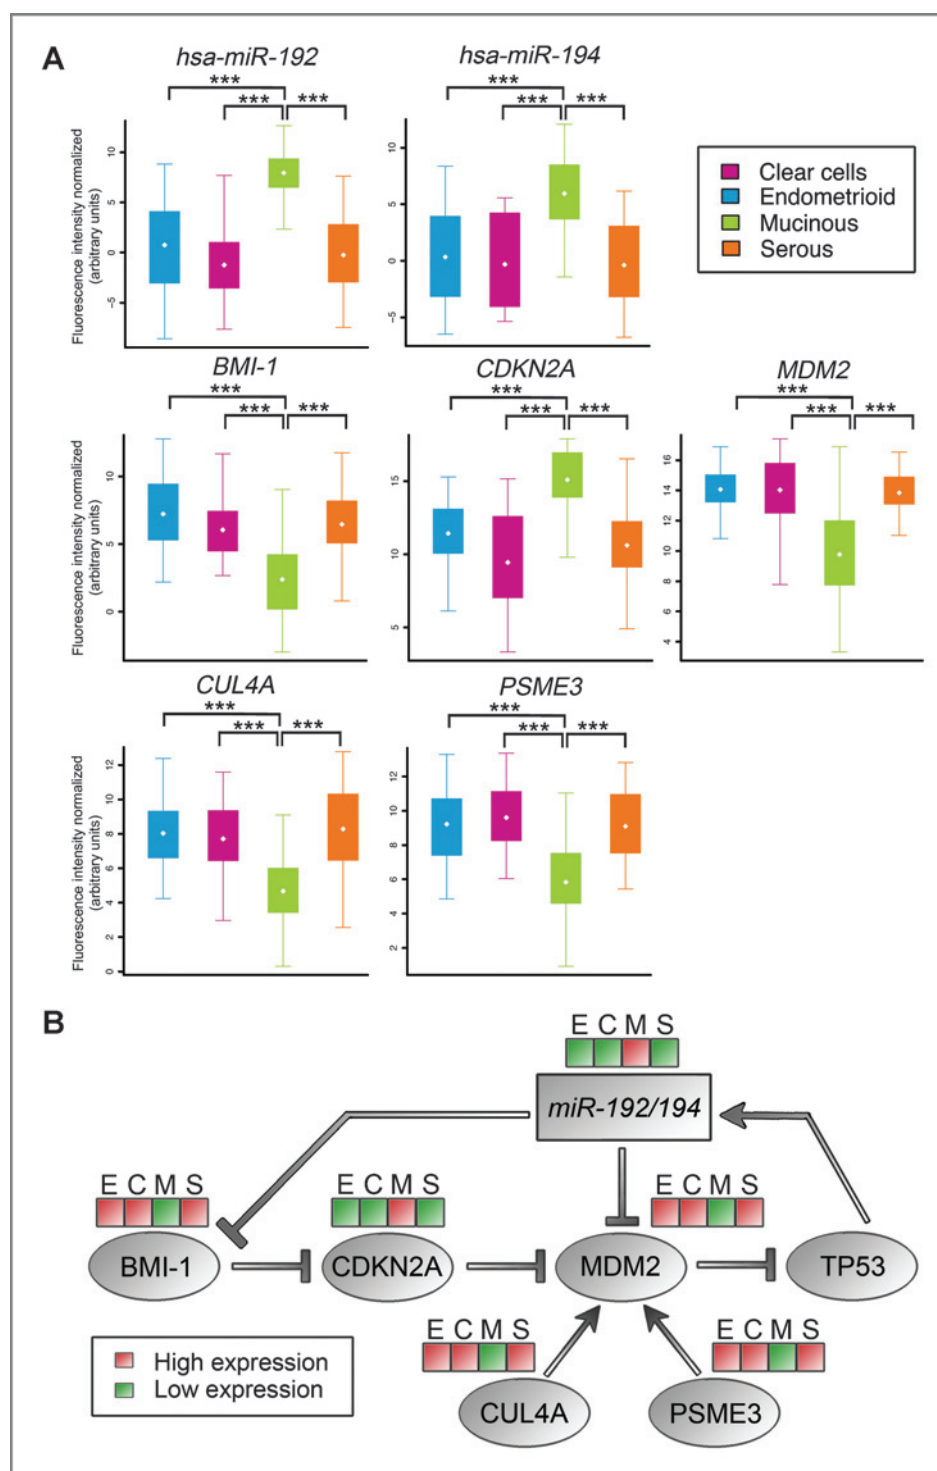 A
hsa-miR-192
hsa-miR-194
*** *** ***
*** *** ***
Fluorescence intensity normalized
(arbitrary units)
10
5
0
−5
10
5
0
−5
Clear cells
Endometrioid
Mucinous
Serous
BMI-1
CDKN2A
MDM2
*** *** ***
*** *** ***
*** *** ***
Fluorescence intensity normalized
(arbitrary units)
10
5
0
15
10
5
16
14
12
10
8
6
4
CUL4A
PSME3
*** *** ***
*** *** ***
Fluorescence intensity normalized
(arbitrary units)
12
10
8
6
4
2
0
12
10
8
6
4
2
B
E C M S
miR-192/194
E C M S
E C M S
E C M S
BMI-1
CDKN2A
MDM2
TP53
E C M S
E C M S
CUL4A
PSME3
High expression
Low expression